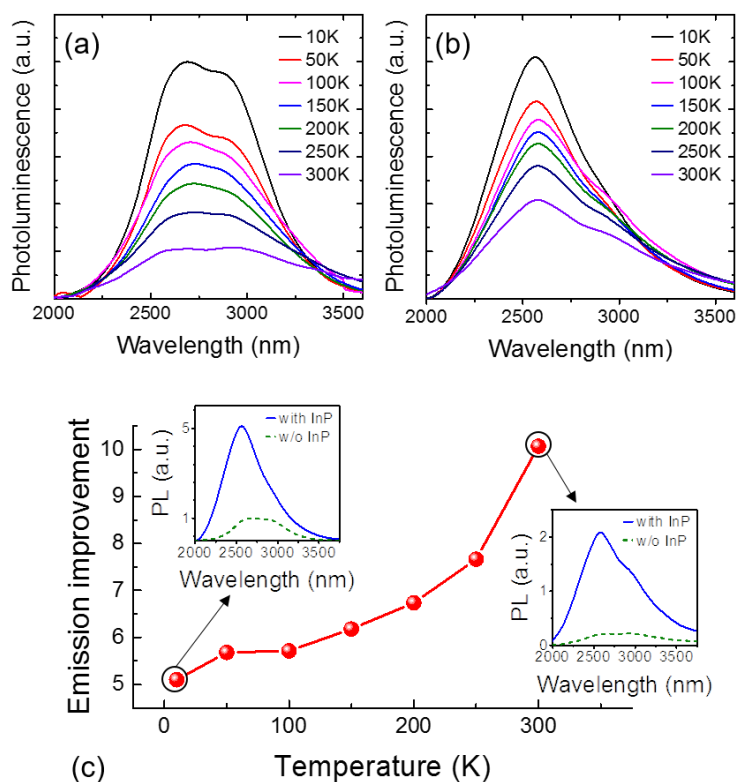 (a)
10K
50K
100K
150K
200K
250K
300K
Photoluminescence (a.u.)
2000 2500 3000 3500
Wavelength (nm)
(b)
10K
50K
100K
150K
200K
250K
300K
Photoluminescence (a.u.)
2000 2500 3000 3500
Wavelength (nm)
Emission improvement
10
9
8
7
6
5
0 100 200 300
Temperature (K)
(c)
with InP
w/o InP
PL (a.u.)
5
1
2000 2500 3000 3500
Wavelength (nm)
with InP
w/o InP
PL (a.u.)
2
1
0
2000 2500 3000 3500
Wavelength (nm)